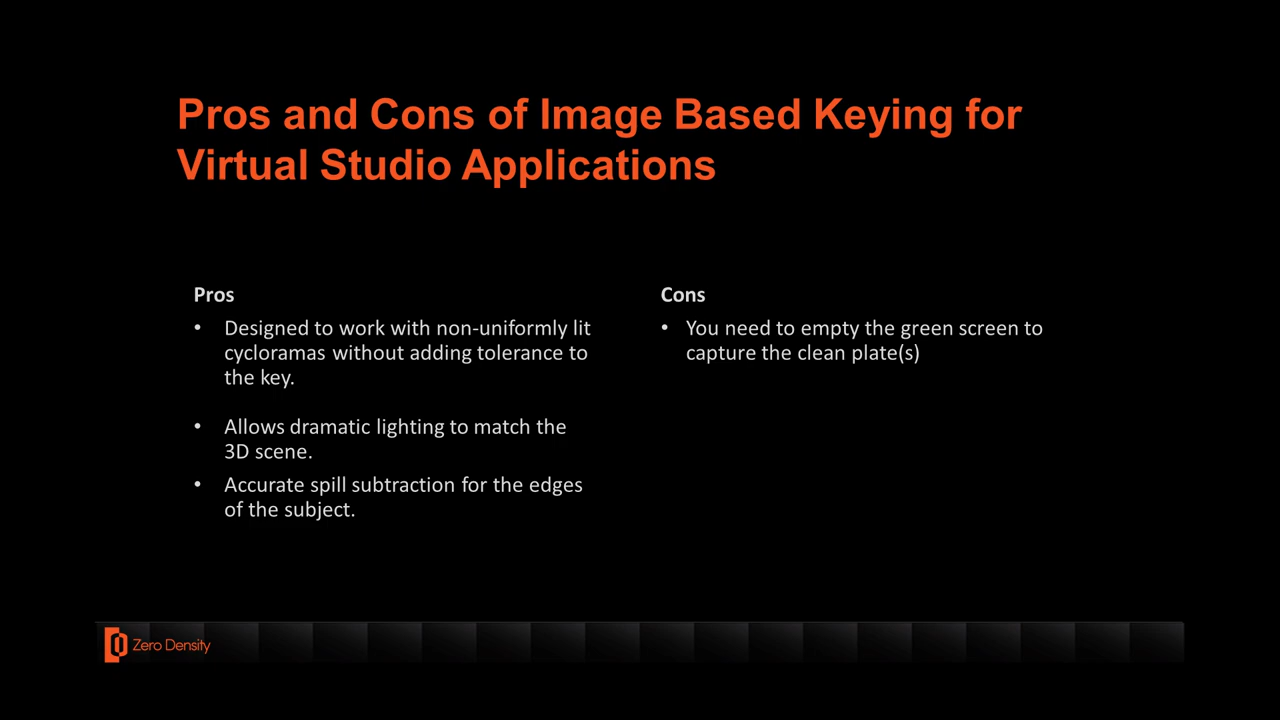 Pros and Cons of Image Based Keying for
Virtual Studio Applications
Pros
• Designed to work with non-uniformly lit
cycloramas without adding tolerance to
the key.
• Allows dramatic lighting to match the
3D scene.
• Accurate spill subtraction for the edges
of the subject.
Cons
• You need to empty the green screen to
capture the clean plate(s)
Zero Density